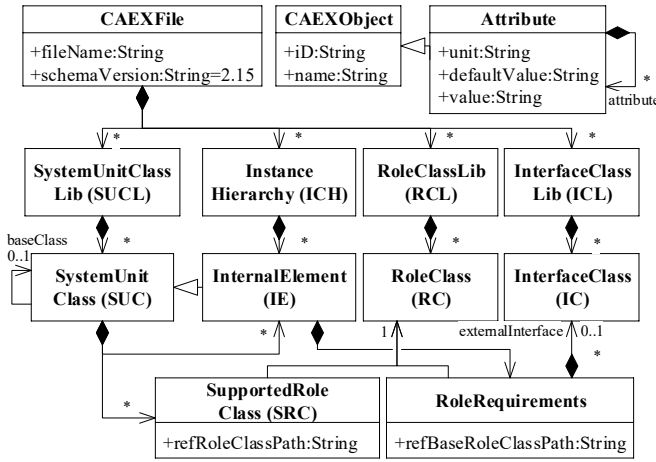 CAEXFile
+fileName:String
+schemaVersion:String=2.15
CAEXObject
+iD:String
+name:String
Attribute
+unit:String
+defaultValue:String
+value:String
*
attribute
*
*
*
*
SystemUnitClass
Lib (SUCL)
Instance
Hierarchy (ICH)
RoleClassLib
(RCL)
InterfaceClass
Lib (ICL)
baseClass
0..1
*
*
*
*
SystemUnit
Class (SUC)
InternalElement
(IE)
RoleClass
(RC)
InterfaceClass
(IC)
*
1
externalInterface
0..1
*
*
SupportedRole
Class (SRC)
+refRoleClassPath:String
RoleRequirements
+refBaseRoleClassPath:String